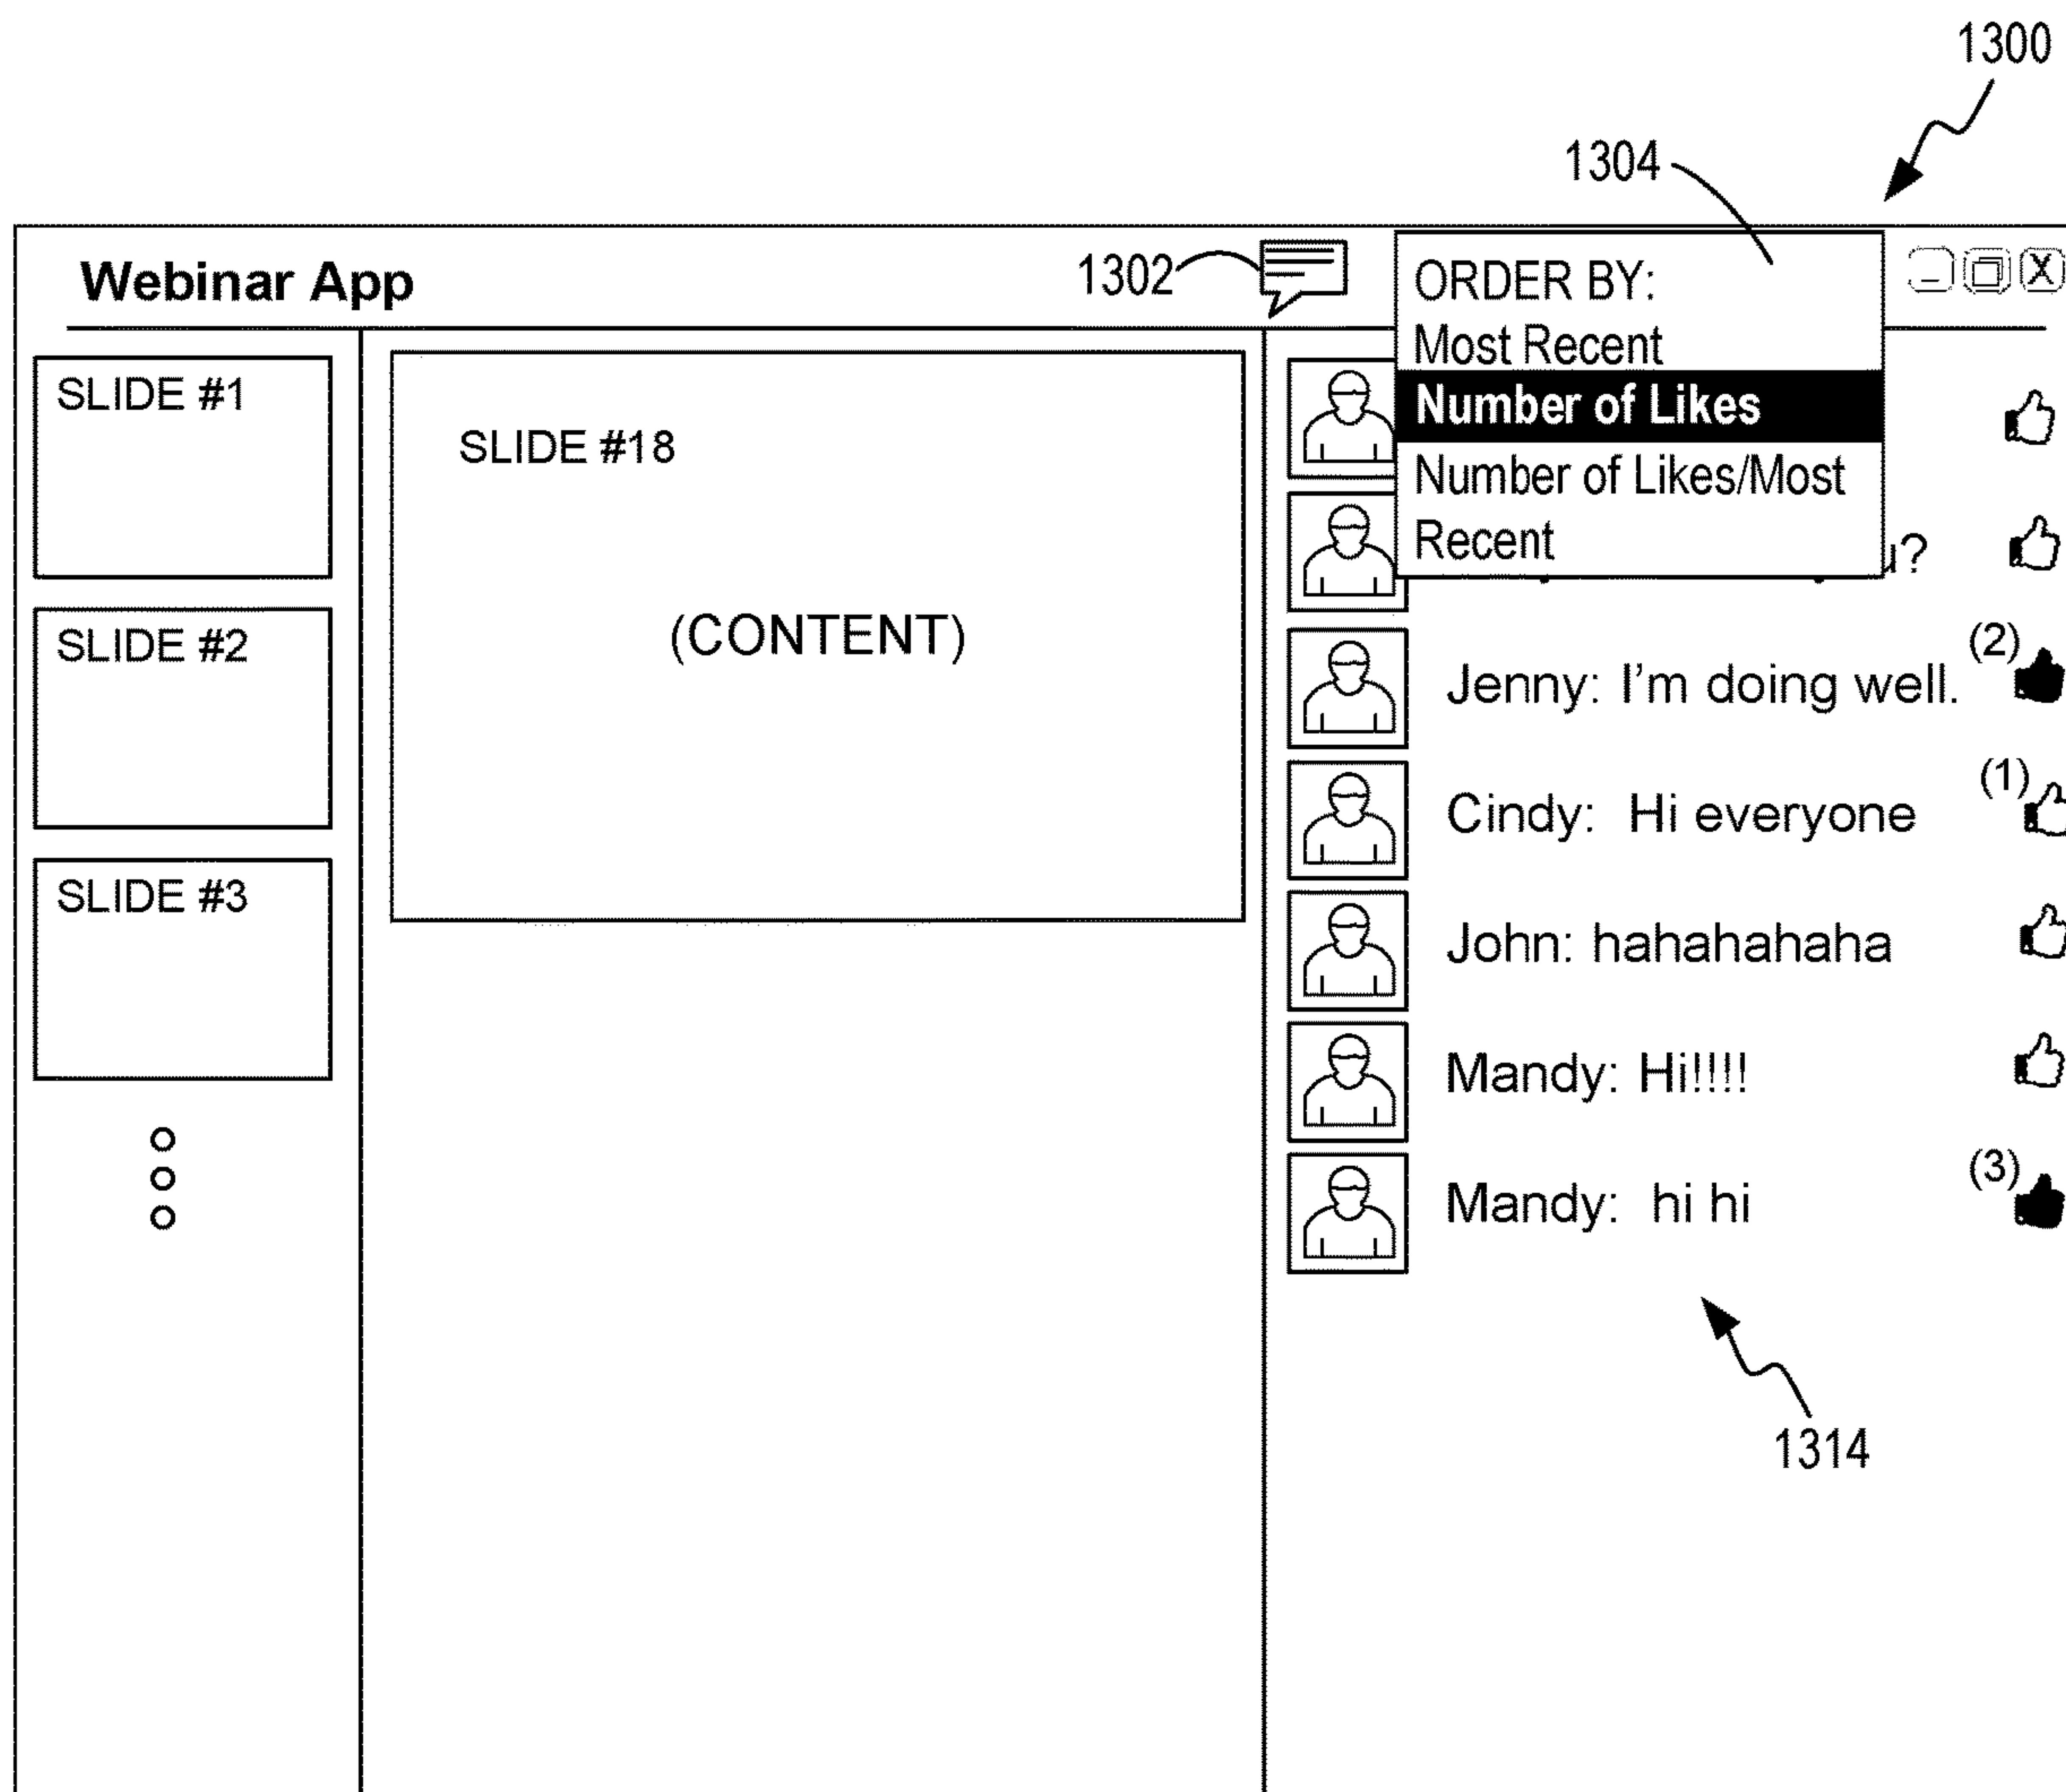 1300
1304
Webinar App
1302
ORDER BY:
Most Recent
Number of Likes
Number of Likes/Most
Recent
X
SLIDE #1
SLIDE #2
SLIDE #3
SLIDE #18
(CONTENT)
?
Jenny: I'm doing well.
(2)
Cindy: Hi everyone
(1)
John: hahahahaha
Mandy: Hi!!!!
Mandy: hi hi
(3)
1314